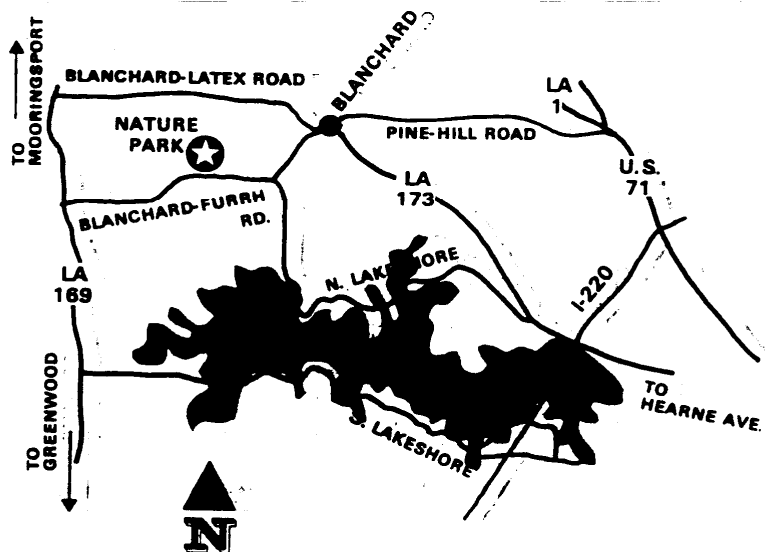 BLANCHARD
TO
MOORINGSPORT
BLANCHARD-LATEX ROAD
LA
1
NATURE
PARK
PINE-HILL ROAD
U.S.
71
LA
173
BLANCHARD-FURRH
RD.
N. LAKESHORE
LA
169
I-220
TO
GREENWOOD
TO
HEARNE AVE.
S. LAKESHORE
N